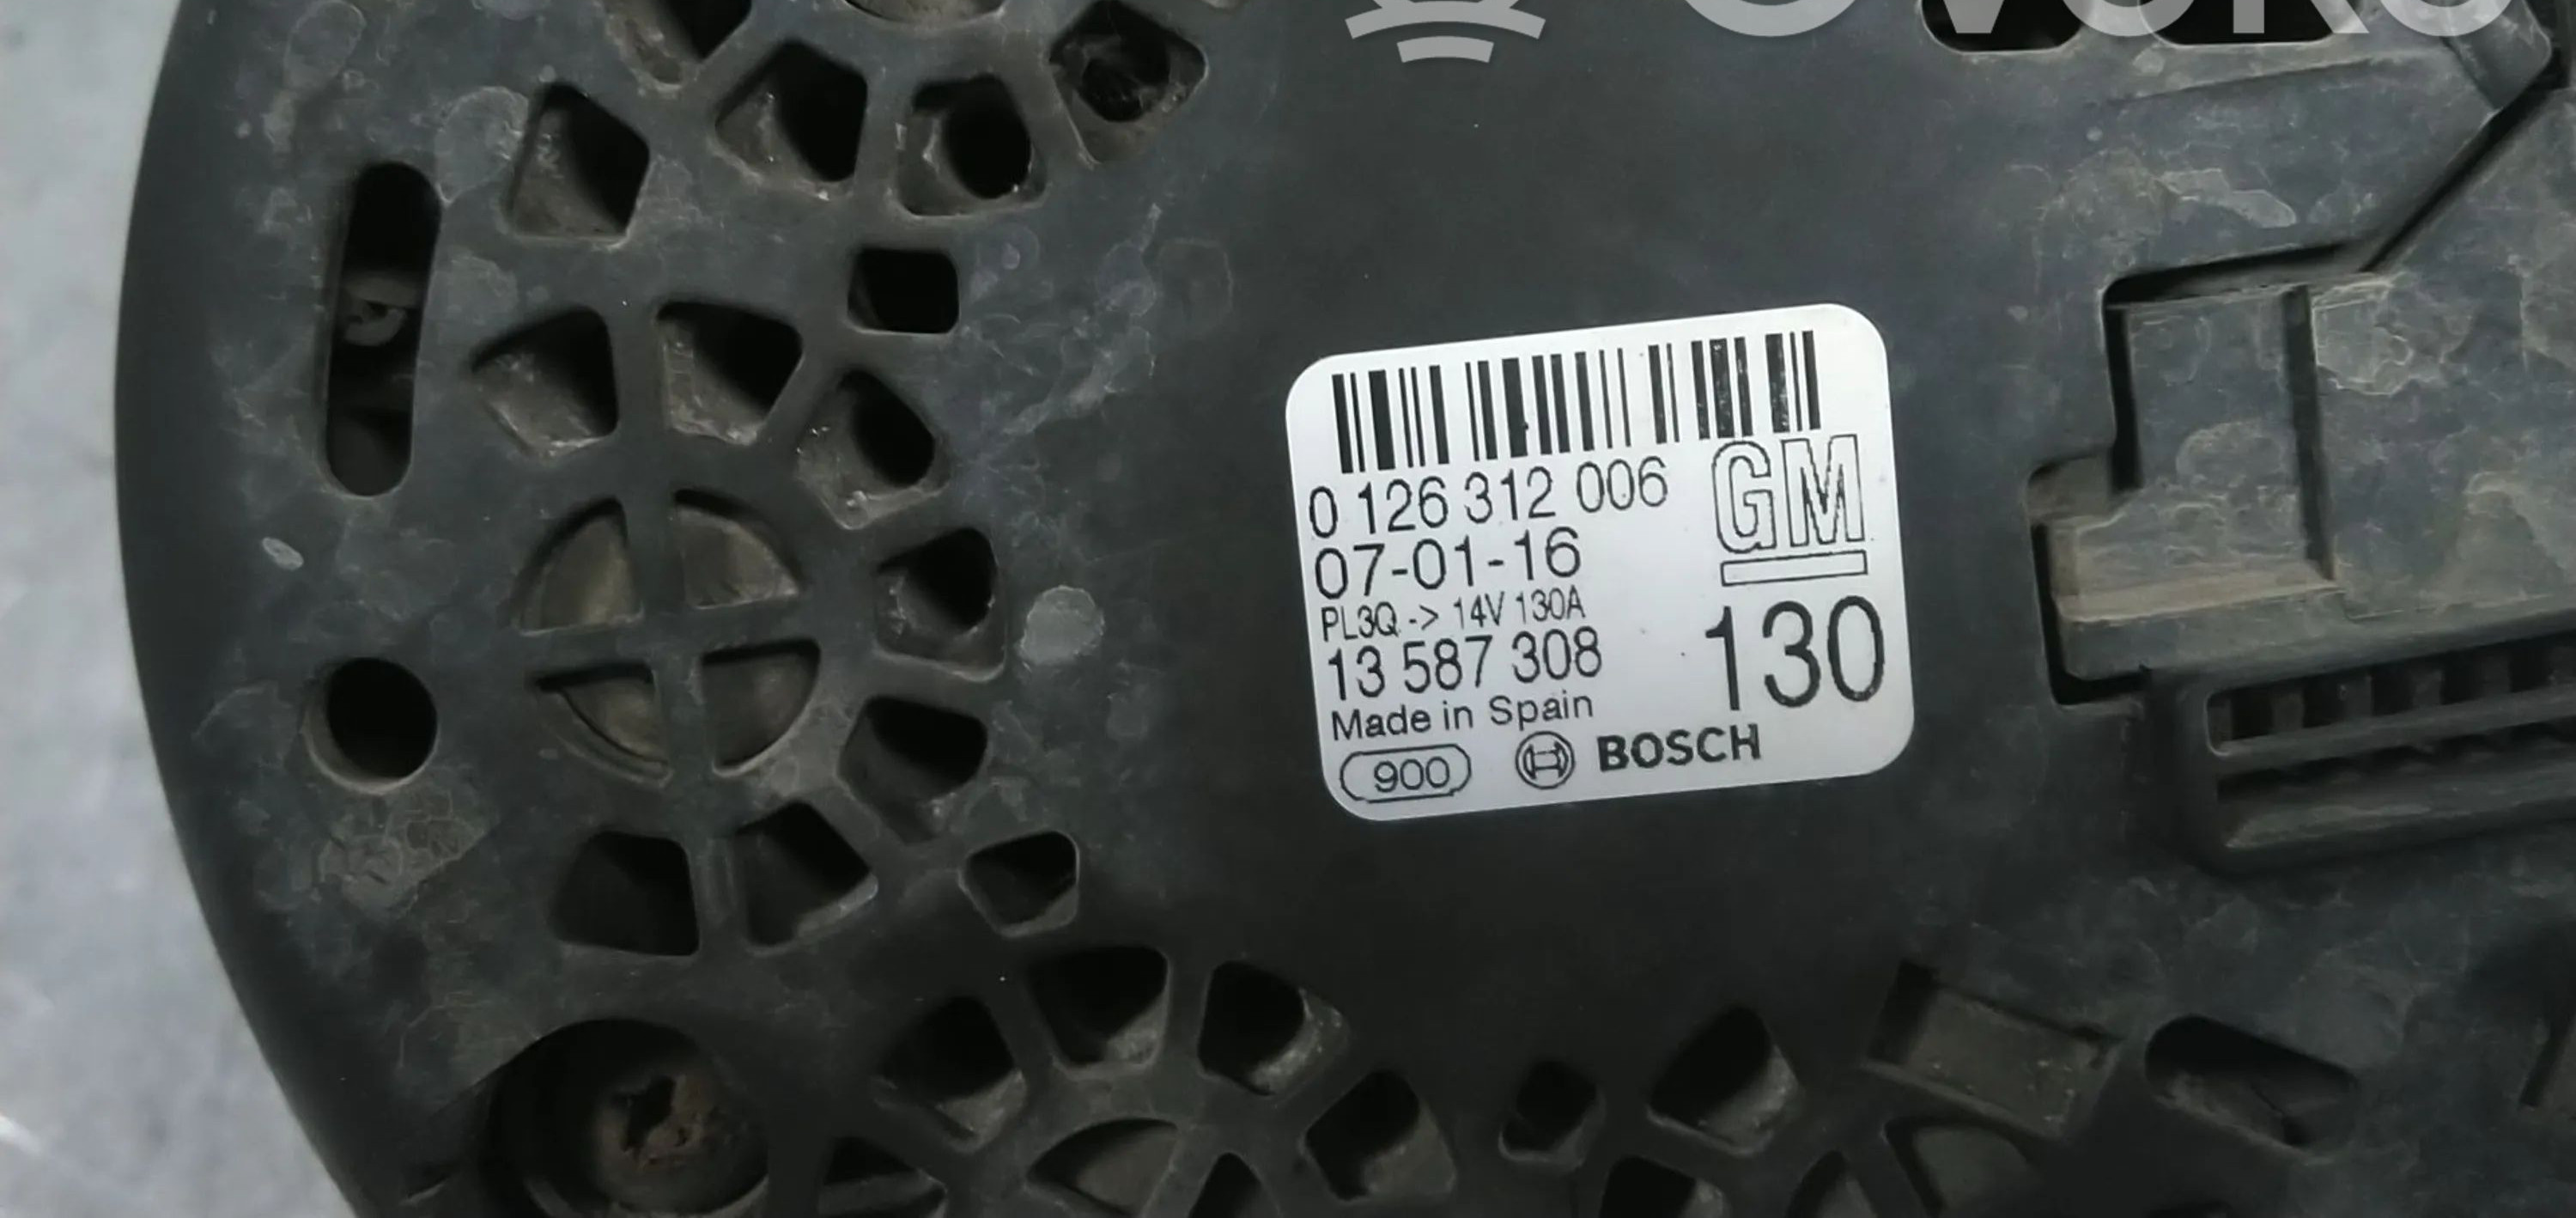 0 126 312 006
GM
07-01-16
PL3Q -> 14V 130A
13 587 308
130
Made in Spain
900
BOSCH